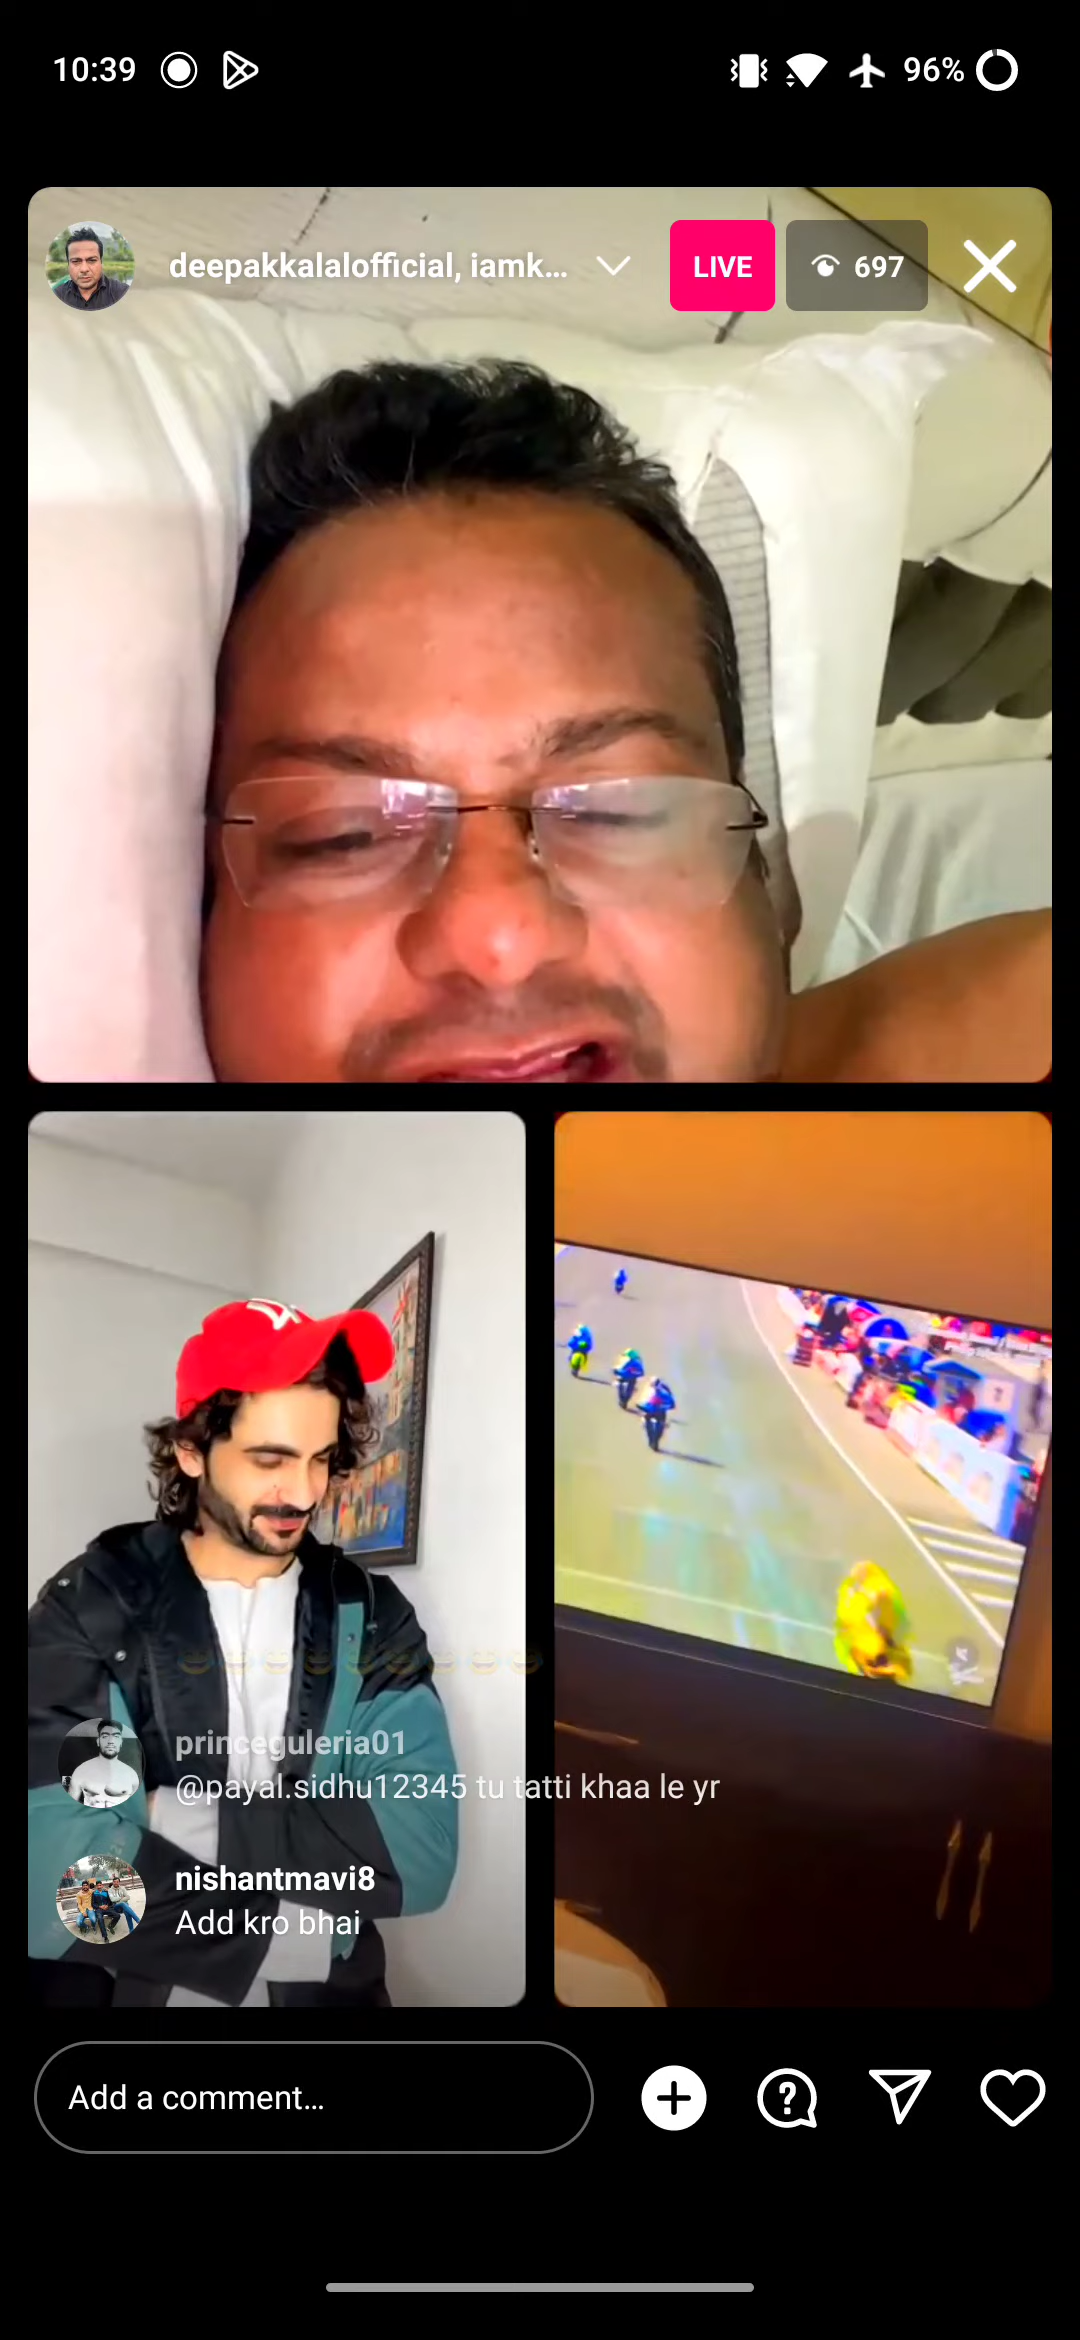 10:39
96%
deepakkalalofficial, iamk...
LIVE
697
princeguleria01
@payal.sidhu12345 tu tatti khaa le yr
nishantmavi8
Add kro bhai
Add a comment...